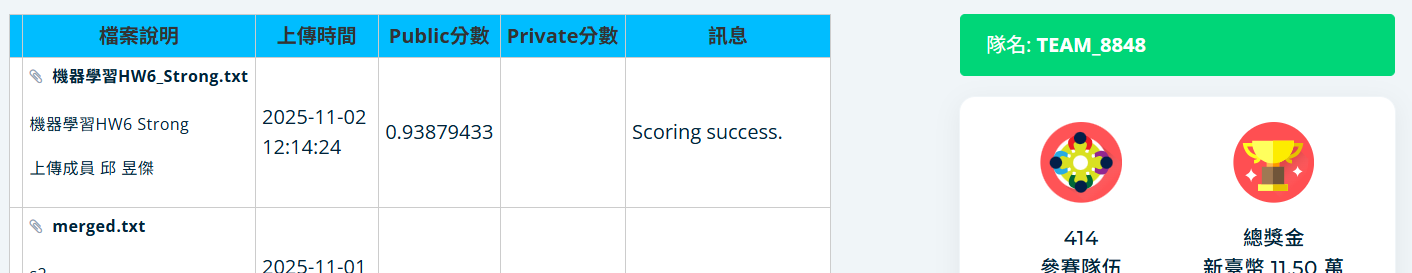 檔案說明 上傳時間 Public分數 Private分數 訊息
機器學習HW6_Strong.txt
機器學習HW6 Strong
上傳成員 邱 昱傑
2025-11-02
12:14:24
0.93879433
Scoring success.
merged.txt
2025-11-01
隊名: TEAM_8848
414
參賽隊伍
總獎金
新臺幣 11.50 萬